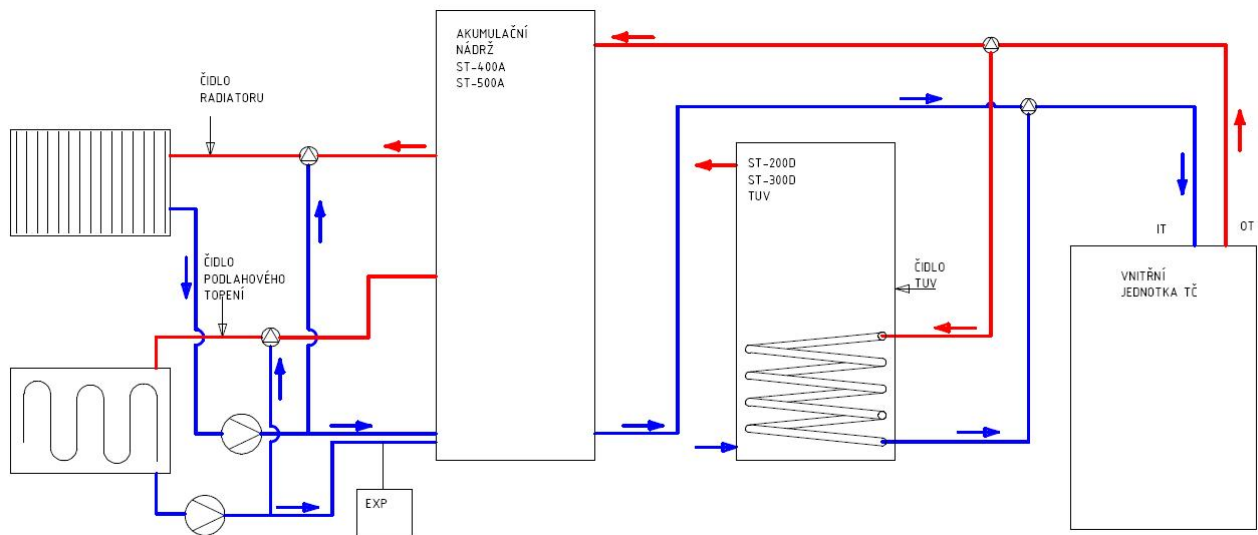 AKUMULAČNÍ
NÁDRŽ
ST-400A
ST-500A
ČIDLO
RADIATORU
ST-200D
ST-300D
TUV
IT
OT
ČIDLO
PODLAHOVÉHO
TOPENÍ
ČIDLO
TUV
VNITŘNÍ
JEDNOTKA TČ
EXP